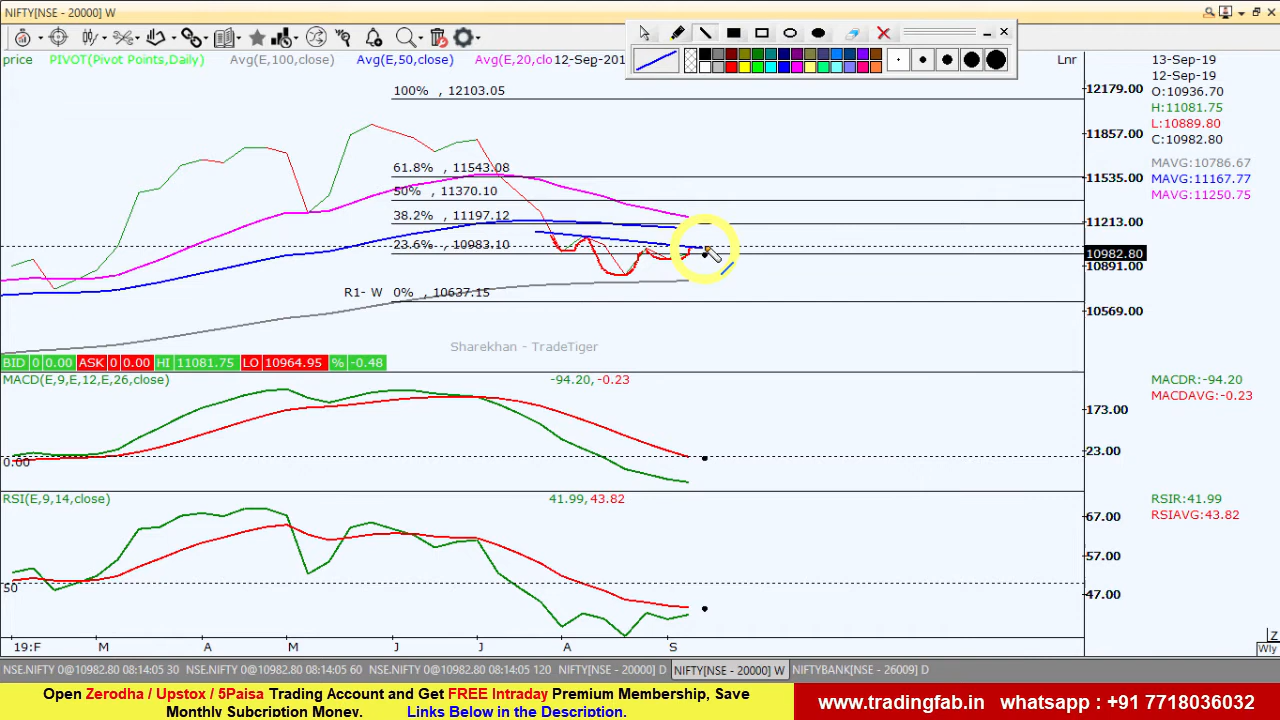 NIFTY[NSE - 20000] W
price PIVOT(Pivot Points,Daily) Avg(E,100,close) Avg(E,50,close) Avg(E,20,clo 12-Sep-201 Lnr
100% , 12103.05
61.8% , 11543.08
50% , 11370.10
38.2% , 11197.12
23.6% , 10983.10
R1- W 0% , 10637.15
Sharekhan - TradeTiger
BID 0 0.00 ASK 0 0.00 HI 11081.75 LO 10964.95 % -0.48
12179.00
11857.00
11535.00
11213.00
10982.80
10891.00
10569.00
13-Sep-19
12-Sep-19
O:10936.70
H:11081.75
L:10889.80
C:10982.80
MAVG:10786.67
MAVG:11167.77
MAVG:11250.75
MACD(E,9,E,12,E,26,close) -94.20, -0.23
173.00
23.00
0.00
MACDR:-94.20
MACDAVG:-0.23
RSI(E,9,14,close) 41.99, 43.82
67.00
57.00
47.00
50
RSIR:41.99
RSIAVG:43.82
19:F M A M J J A S
Z
Wly
NSE.NIFTY 0@10982.80 08:14:05 30 NSE.NIFTY 0@10982.80 08:14:05 60 NSE.NIFTY 0@10982.80 08:14:05 120 NIFTY[NSE - 20000] D NIFTY[NSE - 20000] W NIFTYBANK[NSE - 26009] D
Open Zerodha / Upstox / 5Paisa Trading Account and Get FREE Intraday Premium Membership, Save
Monthly Subcription Money. Links Below in the Description.
www.tradingfab.in whatsapp : +91 7718036032